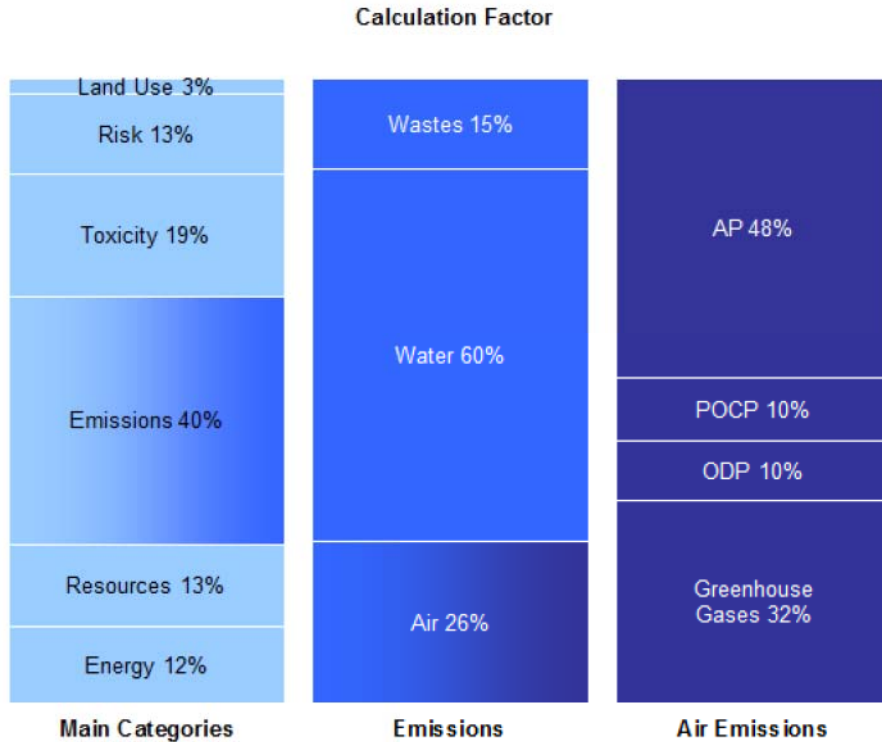 Calculation Factor
Land Use 3%
Risk 13%
Toxicity 19%
Emissions 40%
Resources 13%
Energy 12%
Main Categories
Wastes 15%
Water 60%
Air 26%
Emissions
AP 48%
POCP 10%
ODP 10%
Greenhouse
Gases 32%
Air Emissions